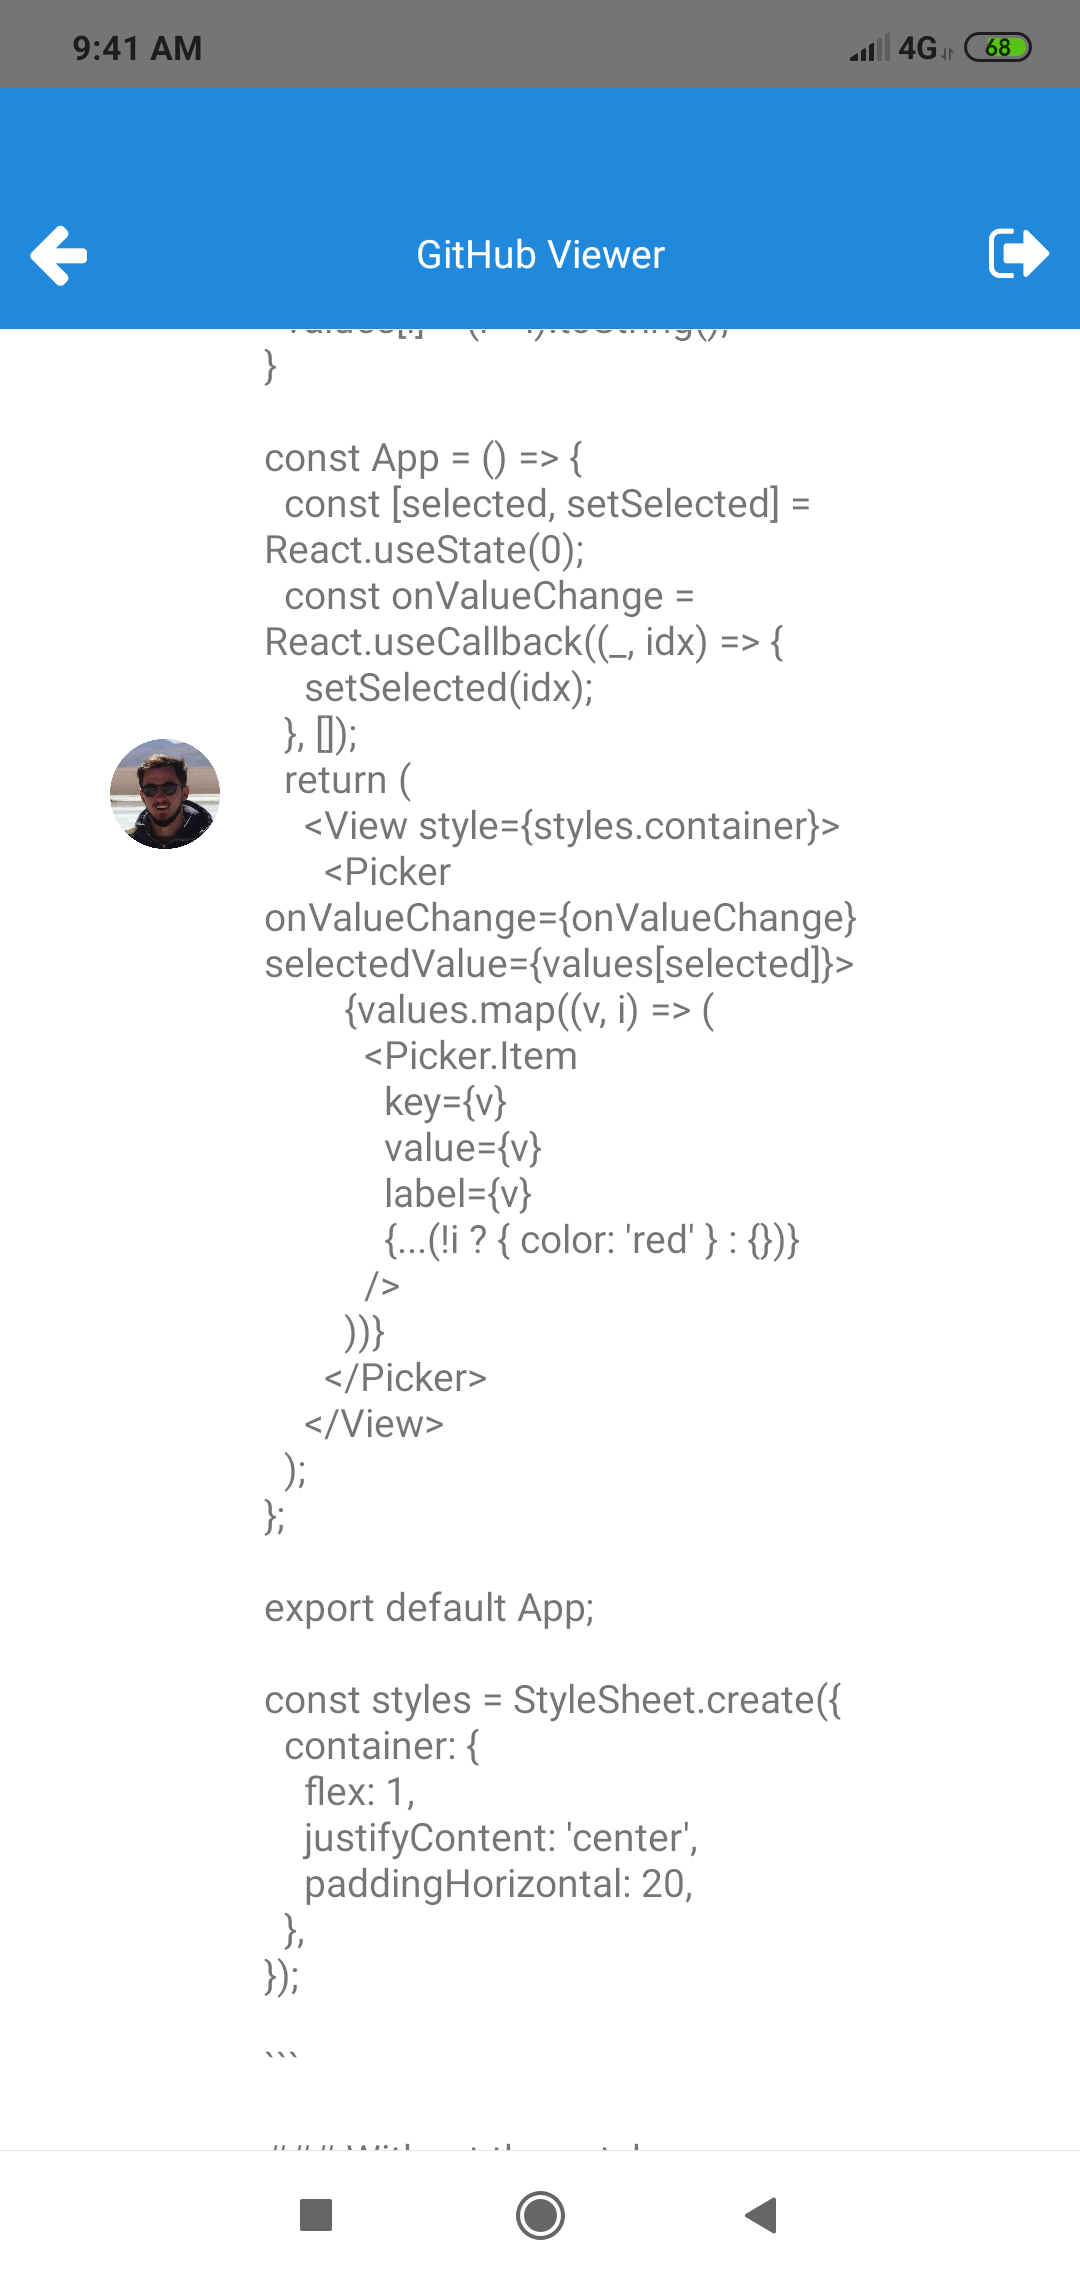 9:41 AM
4G
68
GitHub Viewer
}
const App = () => {
const [selected, setSelected] =
React.useState(0);
const onValueChange =
React.useCallback((_, idx) => {
setSelected(idx);
}, []);
return (
<View style={styles.container}>
<Picker
onValueChange={onValueChange}
selectedValue={values[selected]}>
{values.map((v, i) => (
<Picker.Item
key={v}
value={v}
label={v}
{...(!i ? { color: 'red' } : {})}
/>
))}
</Picker>
</View>
);
};
export default App;
const styles = StyleSheet.create({
container: {
flex: 1,
justifyContent: 'center',
paddingHorizontal: 20,
},
});
```